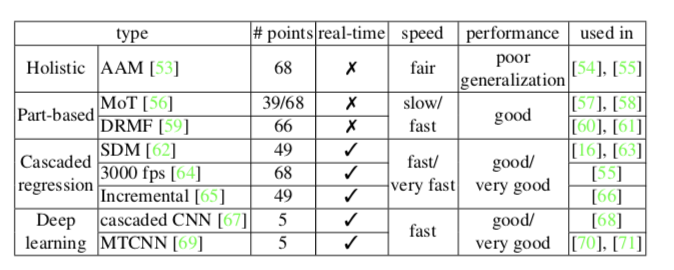 type # points real-time speed performance used in
Holistic AAM [53] 68 ✗ fair poor generalization [54], [55]
Part-based MoT [56] 39/68 ✗ slow/ fast good [57], [58]
DRMF [59] 66 ✗ [60], [61]
Cascaded regression SDM [62] 49 ✓ fast/ very fast good/ very good [16], [63]
3000 fps [64] 68 ✓ [55]
Incremental [65] 49 ✓ [66]
Deep learning cascaded CNN [67] 5 ✓ fast good/ very good [68]
MTCNN [69] 5 ✓ [70], [71]